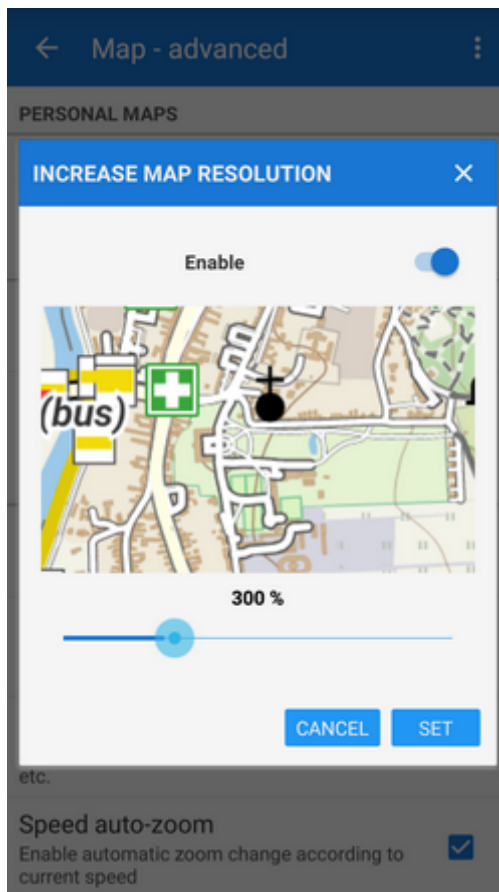 Map - advanced
PERSONAL MAPS
INCREASE MAP RESOLUTION
Enable
(bus)
300 %
CANCEL SET
etc.
Speed auto-zoom
Enable automatic zoom change according to
current speed